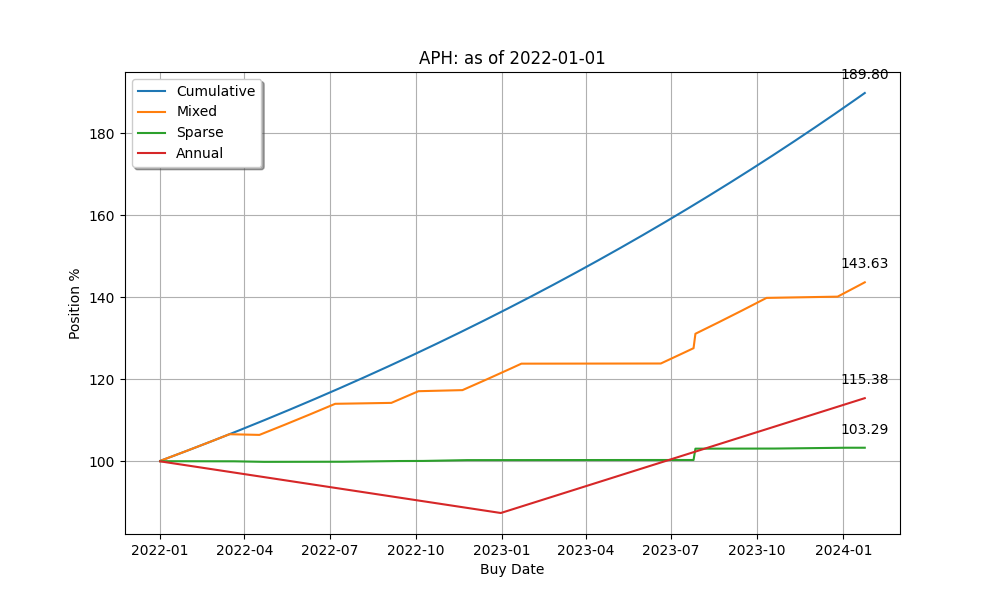 APH: as of 2022-01-01
189.80
Cumulative
Mixed
Sparse
Annual
180
160
143.63
140
120
115.38
103.29
100
Position %
2022-01 2022-04 2022-07 2022-10 2023-01 2023-04 2023-07 2023-10 2024-01
Buy Date